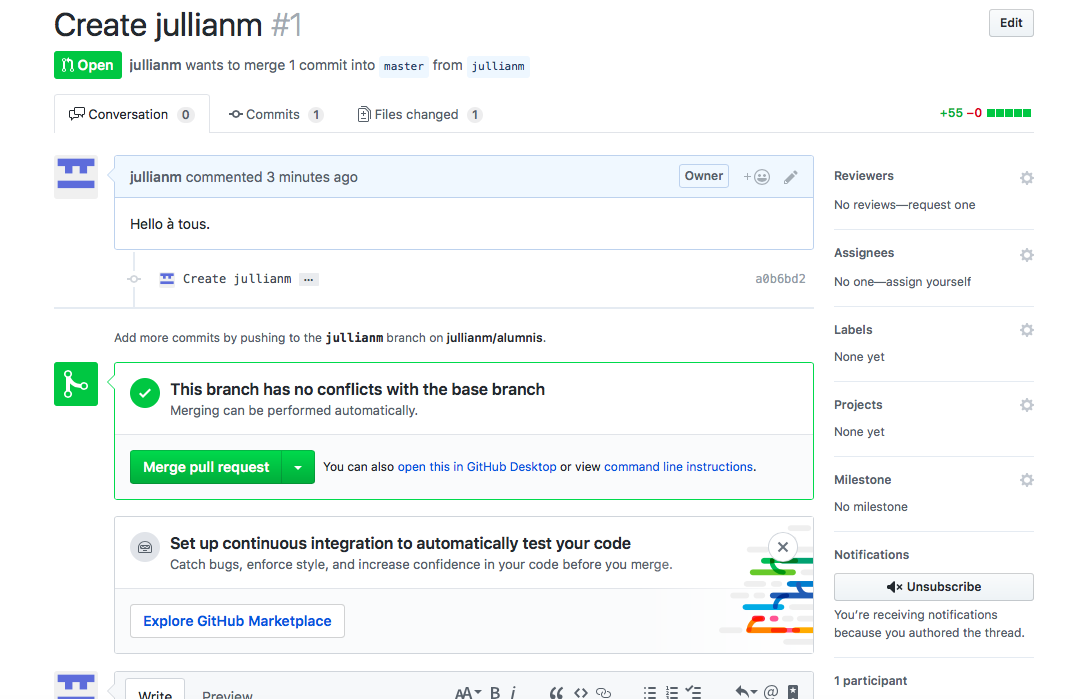 Create jullianm #1
Edit
Open
jullianm wants to merge 1 commit into master from jullianm
Conversation 0
Commits 1
Files changed 1
+55 −0
jullianm commented 3 minutes ago
Owner
Hello à tous.
Create jullianm …
a0b6bd2
Add more commits by pushing to the jullianm branch on jullianm/alumnis.
This branch has no conflicts with the base branch
Merging can be performed automatically.
Merge pull request
You can also open this in GitHub Desktop or view command line instructions.
Set up continuous integration to automatically test your code
Catch bugs, enforce style, and increase confidence in your code before you merge.
Explore GitHub Marketplace
Write
Preview
AA B i
Reviewers
No reviews—request one
Assignees
No one—assign yourself
Labels
None yet
Projects
None yet
Milestone
No milestone
Notifications
Unsubscribe
You’re receiving notifications
because you authored the thread.
1 participant